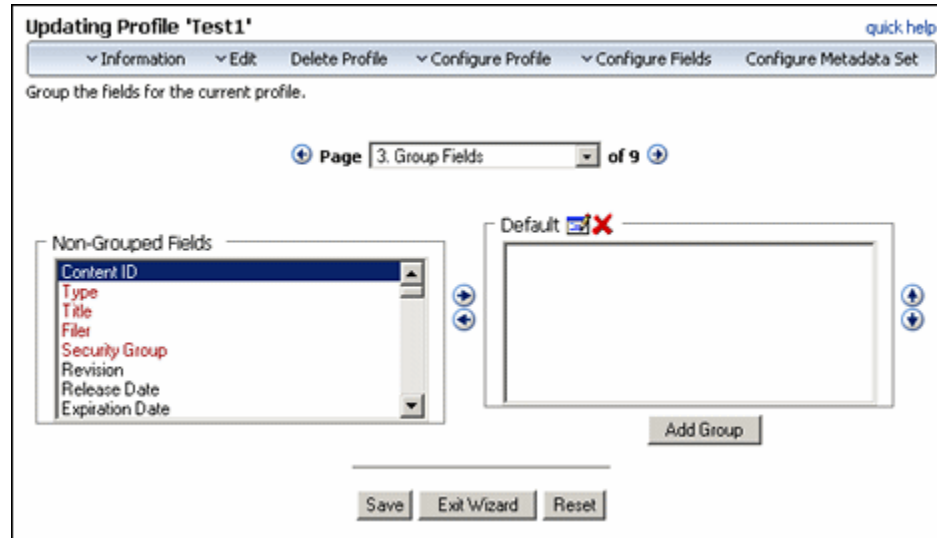 Updating Profile 'Test1'
quick help
Information Edit Delete Profile Configure Profile Configure Fields Configure Metadata Set
Group the fields for the current profile.
Page 3. Group Fields of 9
Non-Grouped Fields
Default
Content ID
Type
Title
Filer
Security Group
Revision
Release Date
Expiration Date
Add Group
Save Exit Wizard Reset